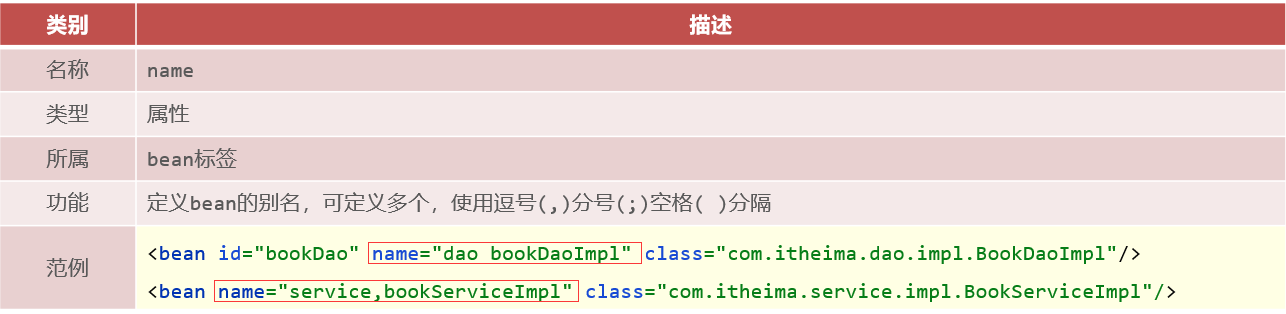 类别 描述
名称 name
类型 属性
所属 bean标签
功能 定义bean的别名，可定义多个，使用逗号(,)分号(;)空格( )分隔
范例
<bean id="bookDao" name="dao bookDaoImpl" class="com.itheima.dao.impl.BookDaoImpl"/>
<bean name="service,bookServiceImpl" class="com.itheima.service.impl.BookServiceImpl"/>